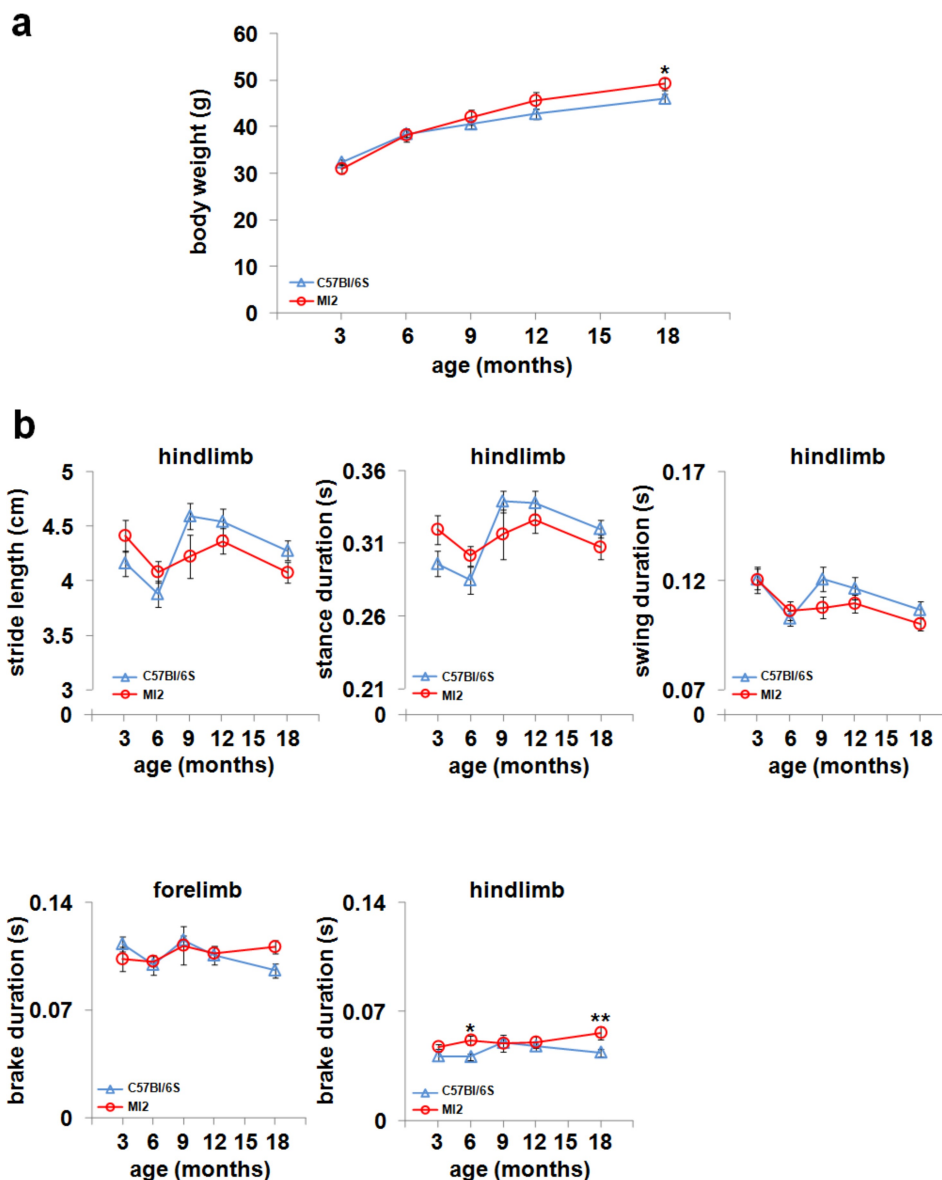 a
60
50
40
30
20
10
0
body weight (g)
*
C57Bl/6S
MI2
3 6 9 12 15 18
age (months)
b
hindlimb
stride length (cm)
5
4.5
4
3.5
3
0
C57Bl/6S
MI2
3 6 9 12 15 18
age (months)
hindlimb
stance duration (s)
0.36
0.31
0.26
0.21
0
C57Bl/6S
MI2
3 6 9 12 15 18
age (months)
hindlimb
swing duration (s)
0.17
0.12
0.07
0
C57Bl/6S
MI2
3 6 9 12 15 18
age (months)
forelimb
brake duration (s)
0.14
0.07
0
C57Bl/6S
MI2
3 6 9 12 15 18
age (months)
hindlimb
brake duration (s)
0.14
0.07
0
*
**
C57Bl/6S
MI2
3 6 9 12 15 18
age (months)